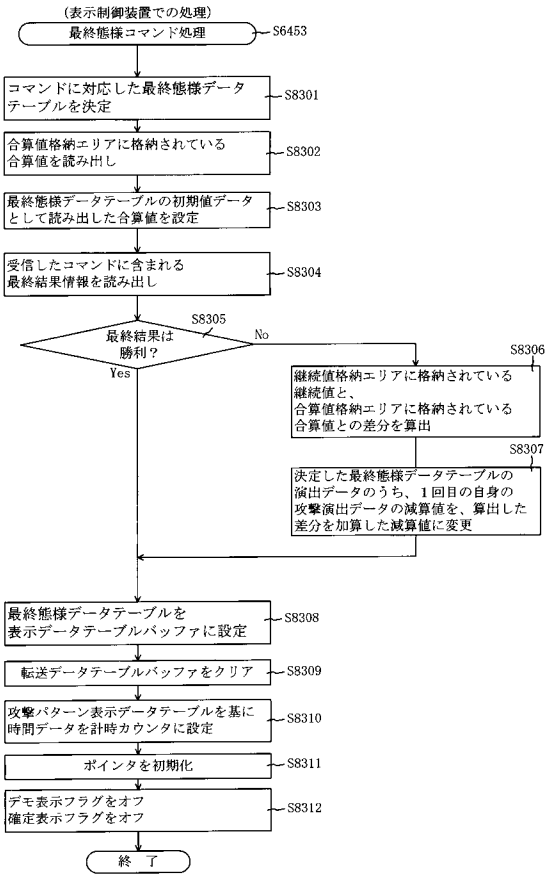 (表示制御装置での処理)
最終態様コマンド処理
S6453
コマンドに対応した最終態様データ
テーブルを決定
S8301
合算値格納エリアに格納されている
合算値を読み出し
S8302
最終態様データテーブルの初期値データ
として読み出した合算値を設定
S8303
受信したコマンドに含まれる
最終結果情報を読み出し
S8304
S8305
最終結果は
勝利?
No
Yes
S8306
継続値格納エリアに格納されている
継続値と、
合算値格納エリアに格納されている
合算値との差分を算出
S8307
決定した最終態様データテーブルの
演出データのうち、1回目の自身の
攻撃演出データの減算値を、算出した
差分を加算した減算値に変更
最終態様データテーブルを
表示データテーブルバッファに設定
S8308
転送データテーブルバッファをクリア
S8309
攻撃パターン表示データテーブルを基に
時間データを計時カウンタに設定
S8310
ポインタを初期化
S8311
デモ表示フラグをオフ
確定表示フラグをオフ
S8312
終 了